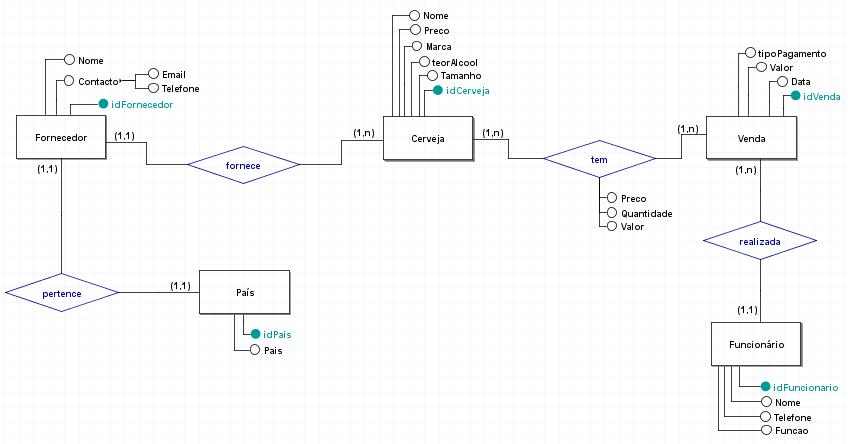 Nome
Preco
Marca
teorAlcool
Tamanho
idCerveja
Nome
Contacto
Email
Telefone
idFornecedor
tipoPagamento
Valor
Data
idVenda
Fornecedor
(1,1)
fornece
(1,n)
Cerveja
(1,n)
tem
(1,n)
Venda
(1,1)
(1,n)
Preco
Quantidade
Valor
realizada
pertence
(1,1)
País
idPais
Pais
(1,1)
Funcionário
idFuncionario
Nome
Telefone
Funcao